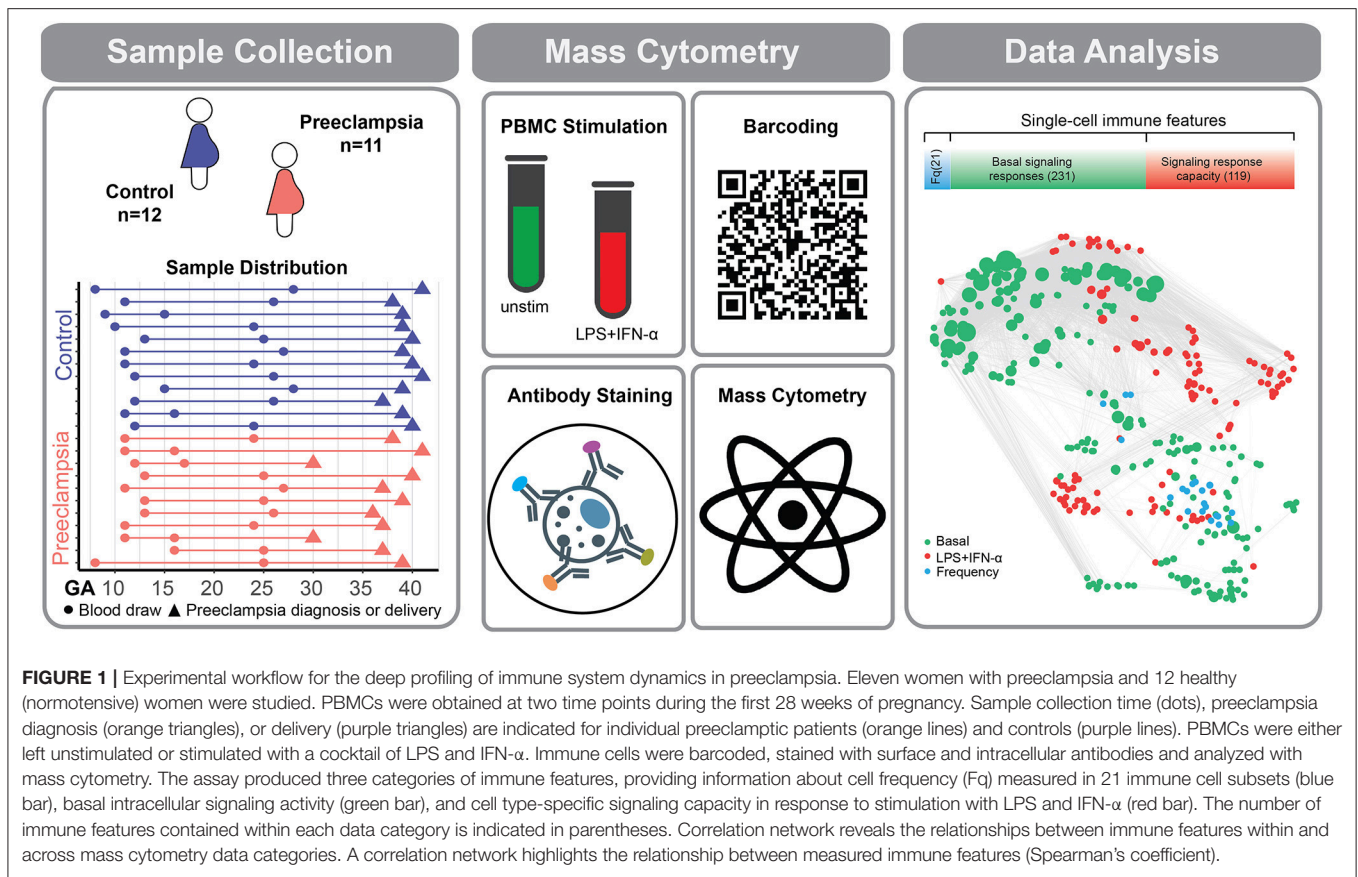 Sample Collection
Mass Cytometry
Data Analysis
Preeclampsia
n=11
Control
n=12
Sample Distribution
Control
Preeclampsia
GA 10 15 20 25 30 35 40
● Blood draw ▲ Preeclampsia diagnosis or delivery
PBMC Stimulation
unstim
LPS+IFN-α
Barcoding
Antibody Staining
Mass Cytometry
Single-cell immune features
Fq(21)
Basal signaling
responses (231)
Signaling response
capacity (119)
Basal
LPS+IFN-α
Frequency
FIGURE 1 | Experimental workflow for the deep profiling of immune system dynamics in preeclampsia. Eleven women with preeclampsia and 12 healthy
(normotensive) women were studied. PBMCs were obtained at two time points during the first 28 weeks of pregnancy. Sample collection time (dots), preeclampsia
diagnosis (orange triangles), or delivery (purple triangles) are indicated for individual preeclamptic patients (orange lines) and controls (purple lines). PBMCs were either
left unstimulated or stimulated with a cocktail of LPS and IFN-α. Immune cells were barcoded, stained with surface and intracellular antibodies and analyzed with
mass cytometry. The assay produced three categories of immune features, providing information about cell frequency (Fq) measured in 21 immune cell subsets (blue
bar), basal intracellular signaling activity (green bar), and cell type-specific signaling capacity in response to stimulation with LPS and IFN-α (red bar). The number of
immune features contained within each data category is indicated in parentheses. Correlation network reveals the relationships between immune features within and
across mass cytometry data categories. A correlation network highlights the relationship between measured immune features (Spearman's coefficient).